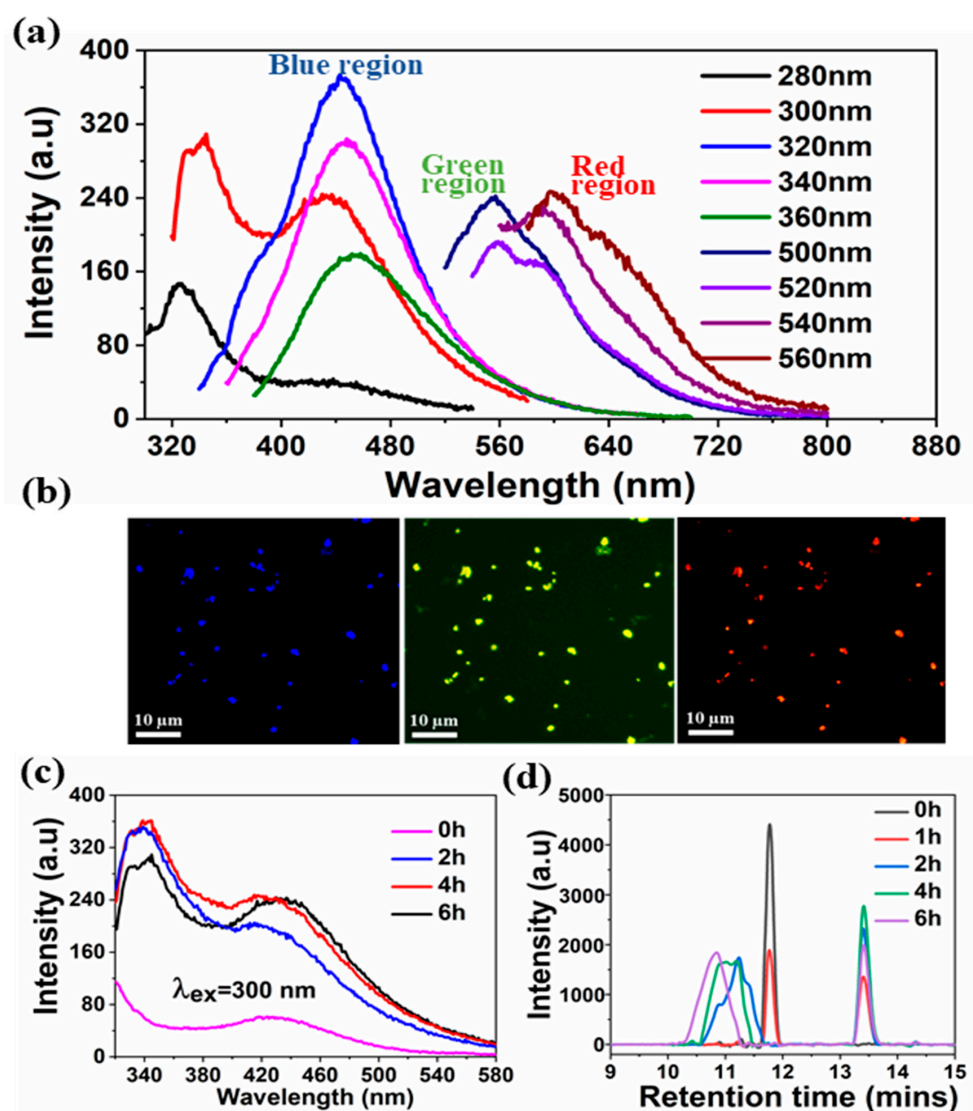 (a)
400
320
240
160
80
0
Intensity (a.u)
Blue region
Green
region
Red
region
280nm
300nm
320nm
340nm
360nm
500nm
520nm
540nm
560nm
320 400 480 560 640 720 800 880
Wavelength (nm)
(b)
10 µm
10 µm
10 µm
(c)
400
320
240
160
80
0
Intensity (a.u)
0h
2h
4h
6h
λex=300 nm
340 400 460 520 580
Wavelength (nm)
(d)
5000
4000
3000
2000
1000
0
Intensity (a.u)
0h
1h
2h
4h
6h
9 10 11 12 13 14 15
Retention time (mins)